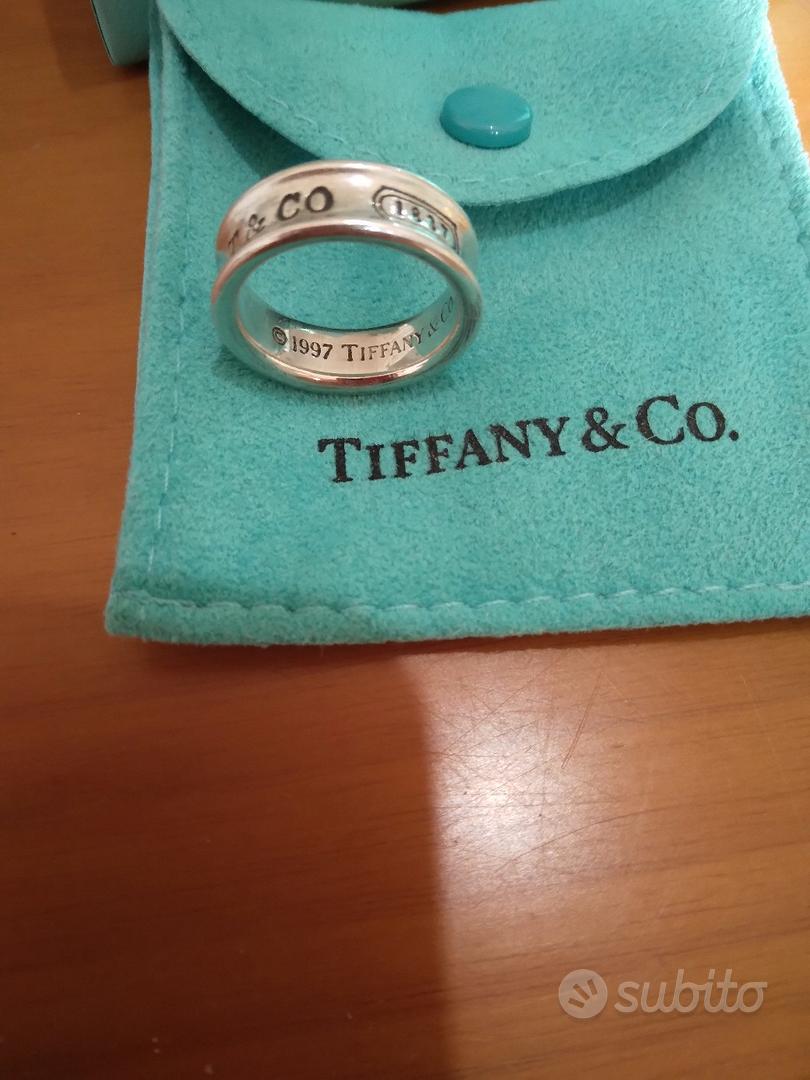 T & CO 1837
©1997 TIFFANY & CO
TIFFANY & CO.
subito